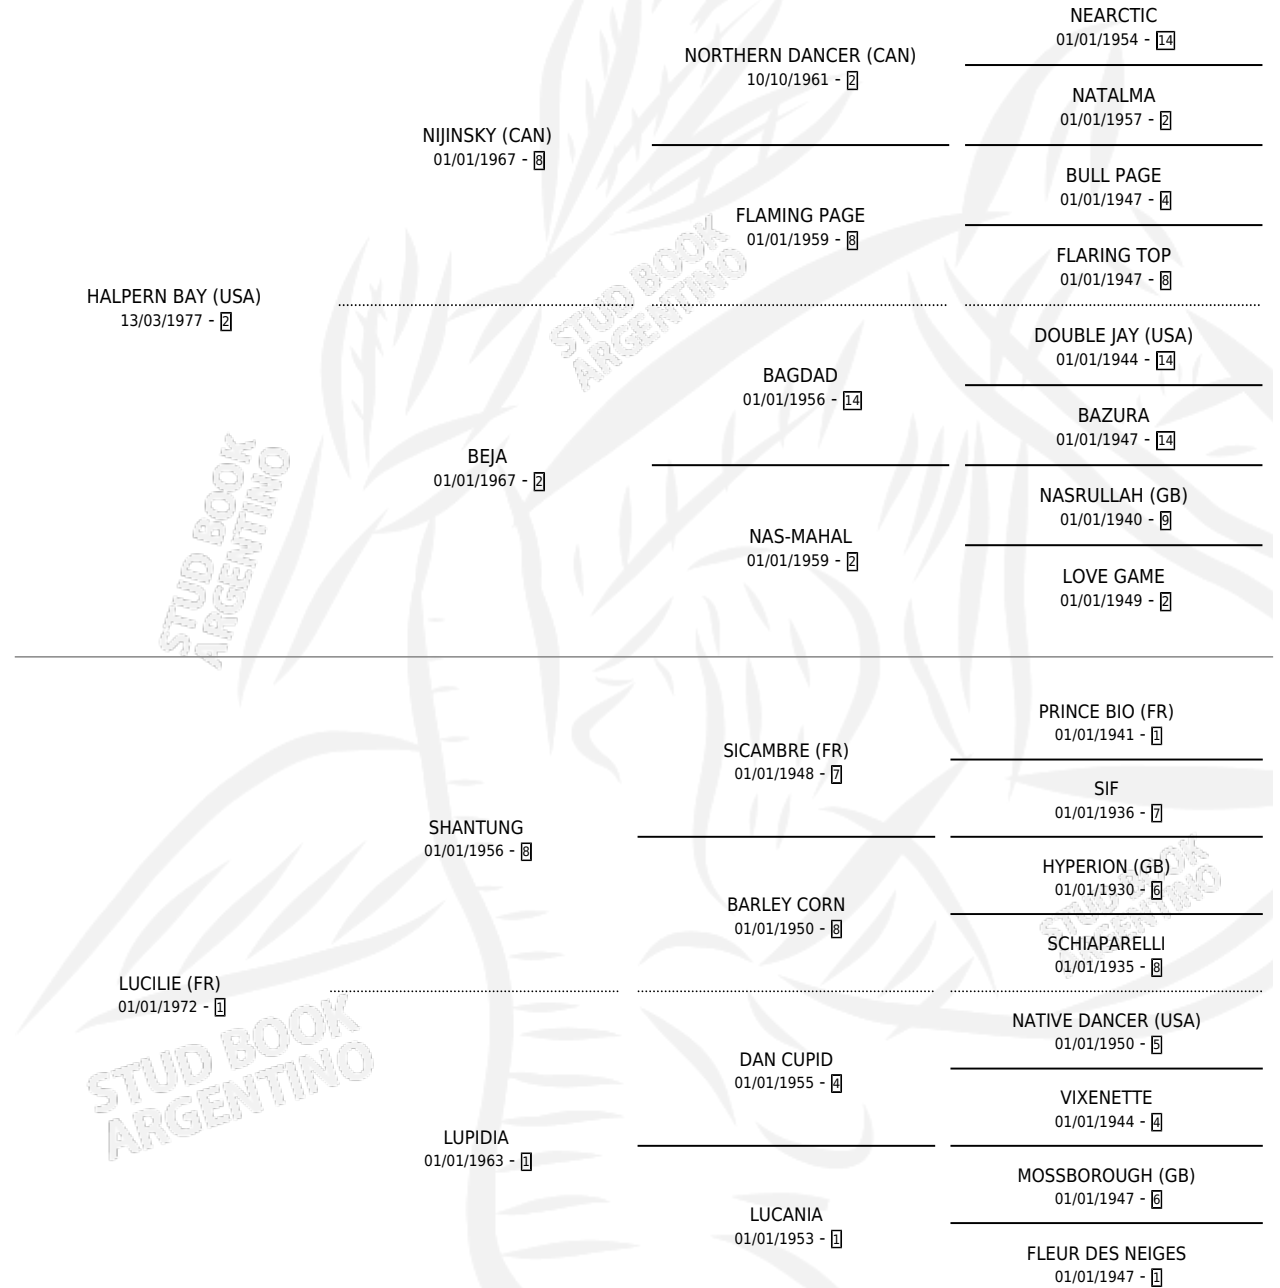 NEARCTIC
01/01/1954 - 14
NORTHERN DANCER (CAN)
10/10/1961 - 2
NATALMA
01/01/1957 - 2
NIJINSKY (CAN)
01/01/1967 - 8
BULL PAGE
01/01/1947 - 4
FLAMING PAGE
01/01/1959 - 8
FLARING TOP
01/01/1947 - 8
HALPERN BAY (USA)
13/03/1977 - 2
STUD BOOK
ARGENTINO
DOUBLE JAY (USA)
01/01/1944 - 14
BAGDAD
01/01/1956 - 14
BAZURA
01/01/1947 - 14
BEJA
01/01/1967 - 2
NASRULLAH (GB)
01/01/1940 - 9
NAS-MAHAL
01/01/1959 - 2
LOVE GAME
01/01/1949 - 2
STUD BOOK
ARGENTINO
PRINCE BIO (FR)
01/01/1941 - 1
SICAMBRE (FR)
01/01/1948 - 7
SIF
01/01/1936 - 7
SHANTUNG
01/01/1956 - 8
HYPERION (GB)
01/01/1930 - 6
BARLEY CORN
01/01/1950 - 8
SCHIAPARELLI
01/01/1935 - 8
STUD BOOK
ARGENTINO
LUCILIE (FR)
01/01/1972 - 1
NATIVE DANCER (USA)
01/01/1950 - 5
DAN CUPID
01/01/1955 - 4
VIXENETTE
01/01/1944 - 4
STUD BOOK
ARGENTINO
LUPIDIA
01/01/1963 - 1
MOSSBOROUGH (GB)
01/01/1947 - 6
LUCANIA
01/01/1953 - 1
FLEUR DES NEIGES
01/01/1947 - 1